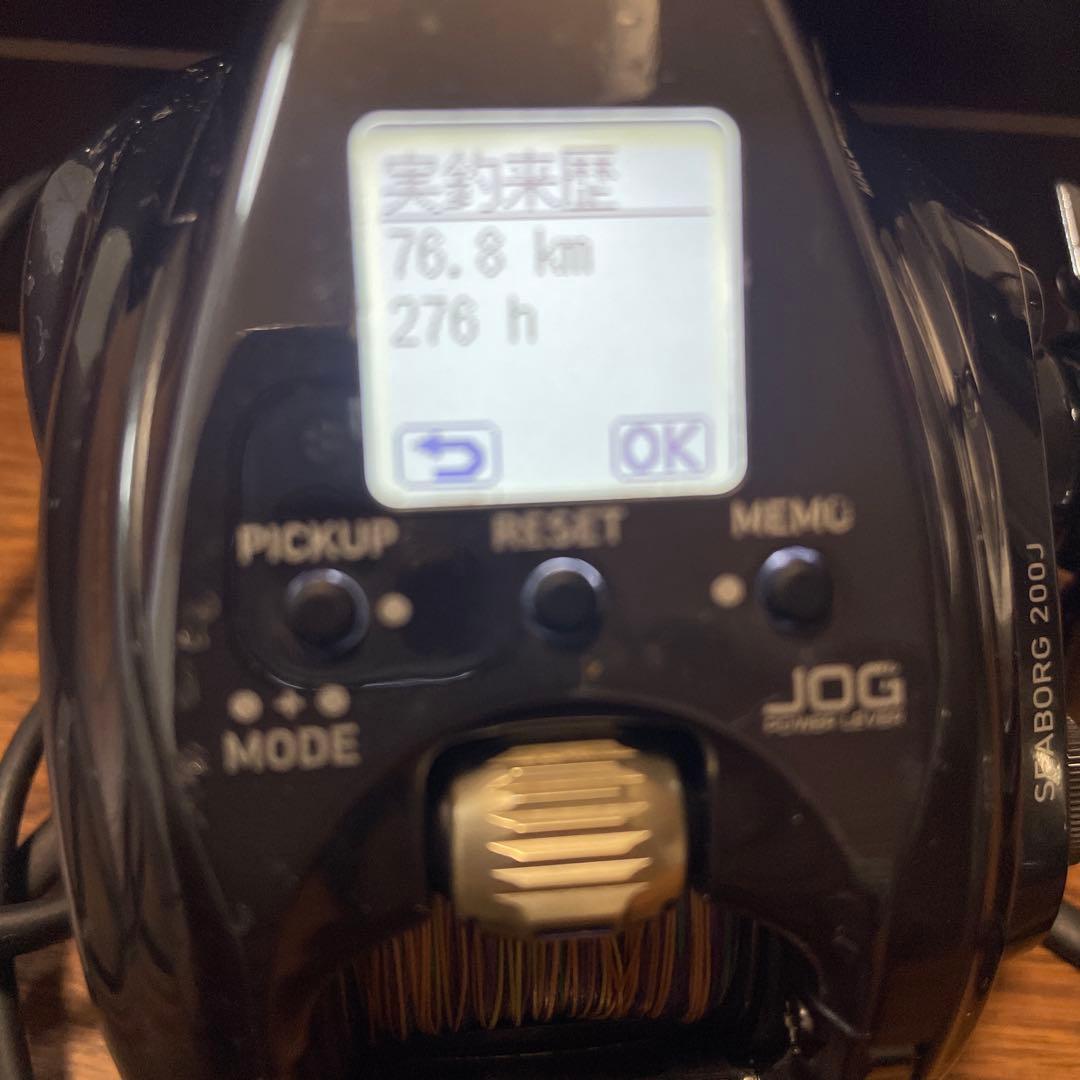 実釣来歴
76.8 km
276 h
OK
PICKUP
RESET
MEMO
MODE
JOG
POWER LEVER
SEABORG 200J